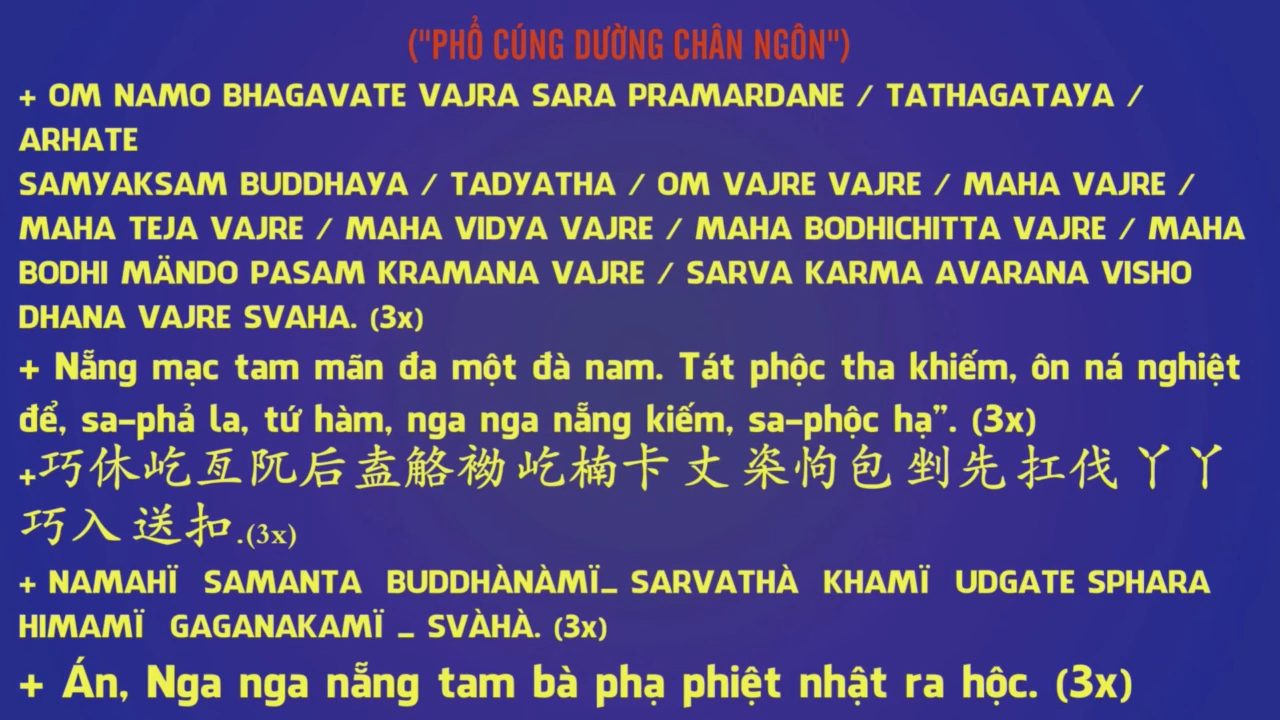 ("PHỔ CÚNG DƯỜNG CHÂN NGÔN")
+ OM NAMO BHAGAVATE VAJRA SARA PRAMARDANE / TATHAGATAYA /
ARHATE
SAMYAKSAM BUDDHAYA / TADYATHA / OM VAJRE VAJRE / MAHA VAJRE /
MAHA TEJA VAJRE / MAHA VIDYA VAJRE / MAHA BODHICHITTA VAJRE / MAHA
BODHI MÄNDO PASAM KRAMANA VAJRE / SARVA KARMA AVARANA VISHO
DHANA VAJRE SVAHA. (3x)
+ Nẵng mạc tam mãn đa một đà nam. Tát phộc tha khiếm, ôn ná nghiệt
để, sa-phả la, tứ hàm, nga nga nẵng kiếm, sa-phộc hạ”. (3x)
+巧休屹亙阢后盍觡袎屹楠卡丈栥怐包剉先扛伐丫丫
巧入送扣.(3x)
+ NAMAHÏ SAMANTA BUDDHÀNÀMÏ_ SARVATHÀ KHAMÏ UDGATE SPHARA
HIMAMÏ GAGANAKAMÏ _ SVÀHÀ. (3x)
+ Án, Nga nga nẵng tam bà phạ phiệt nhật ra hộc. (3x)